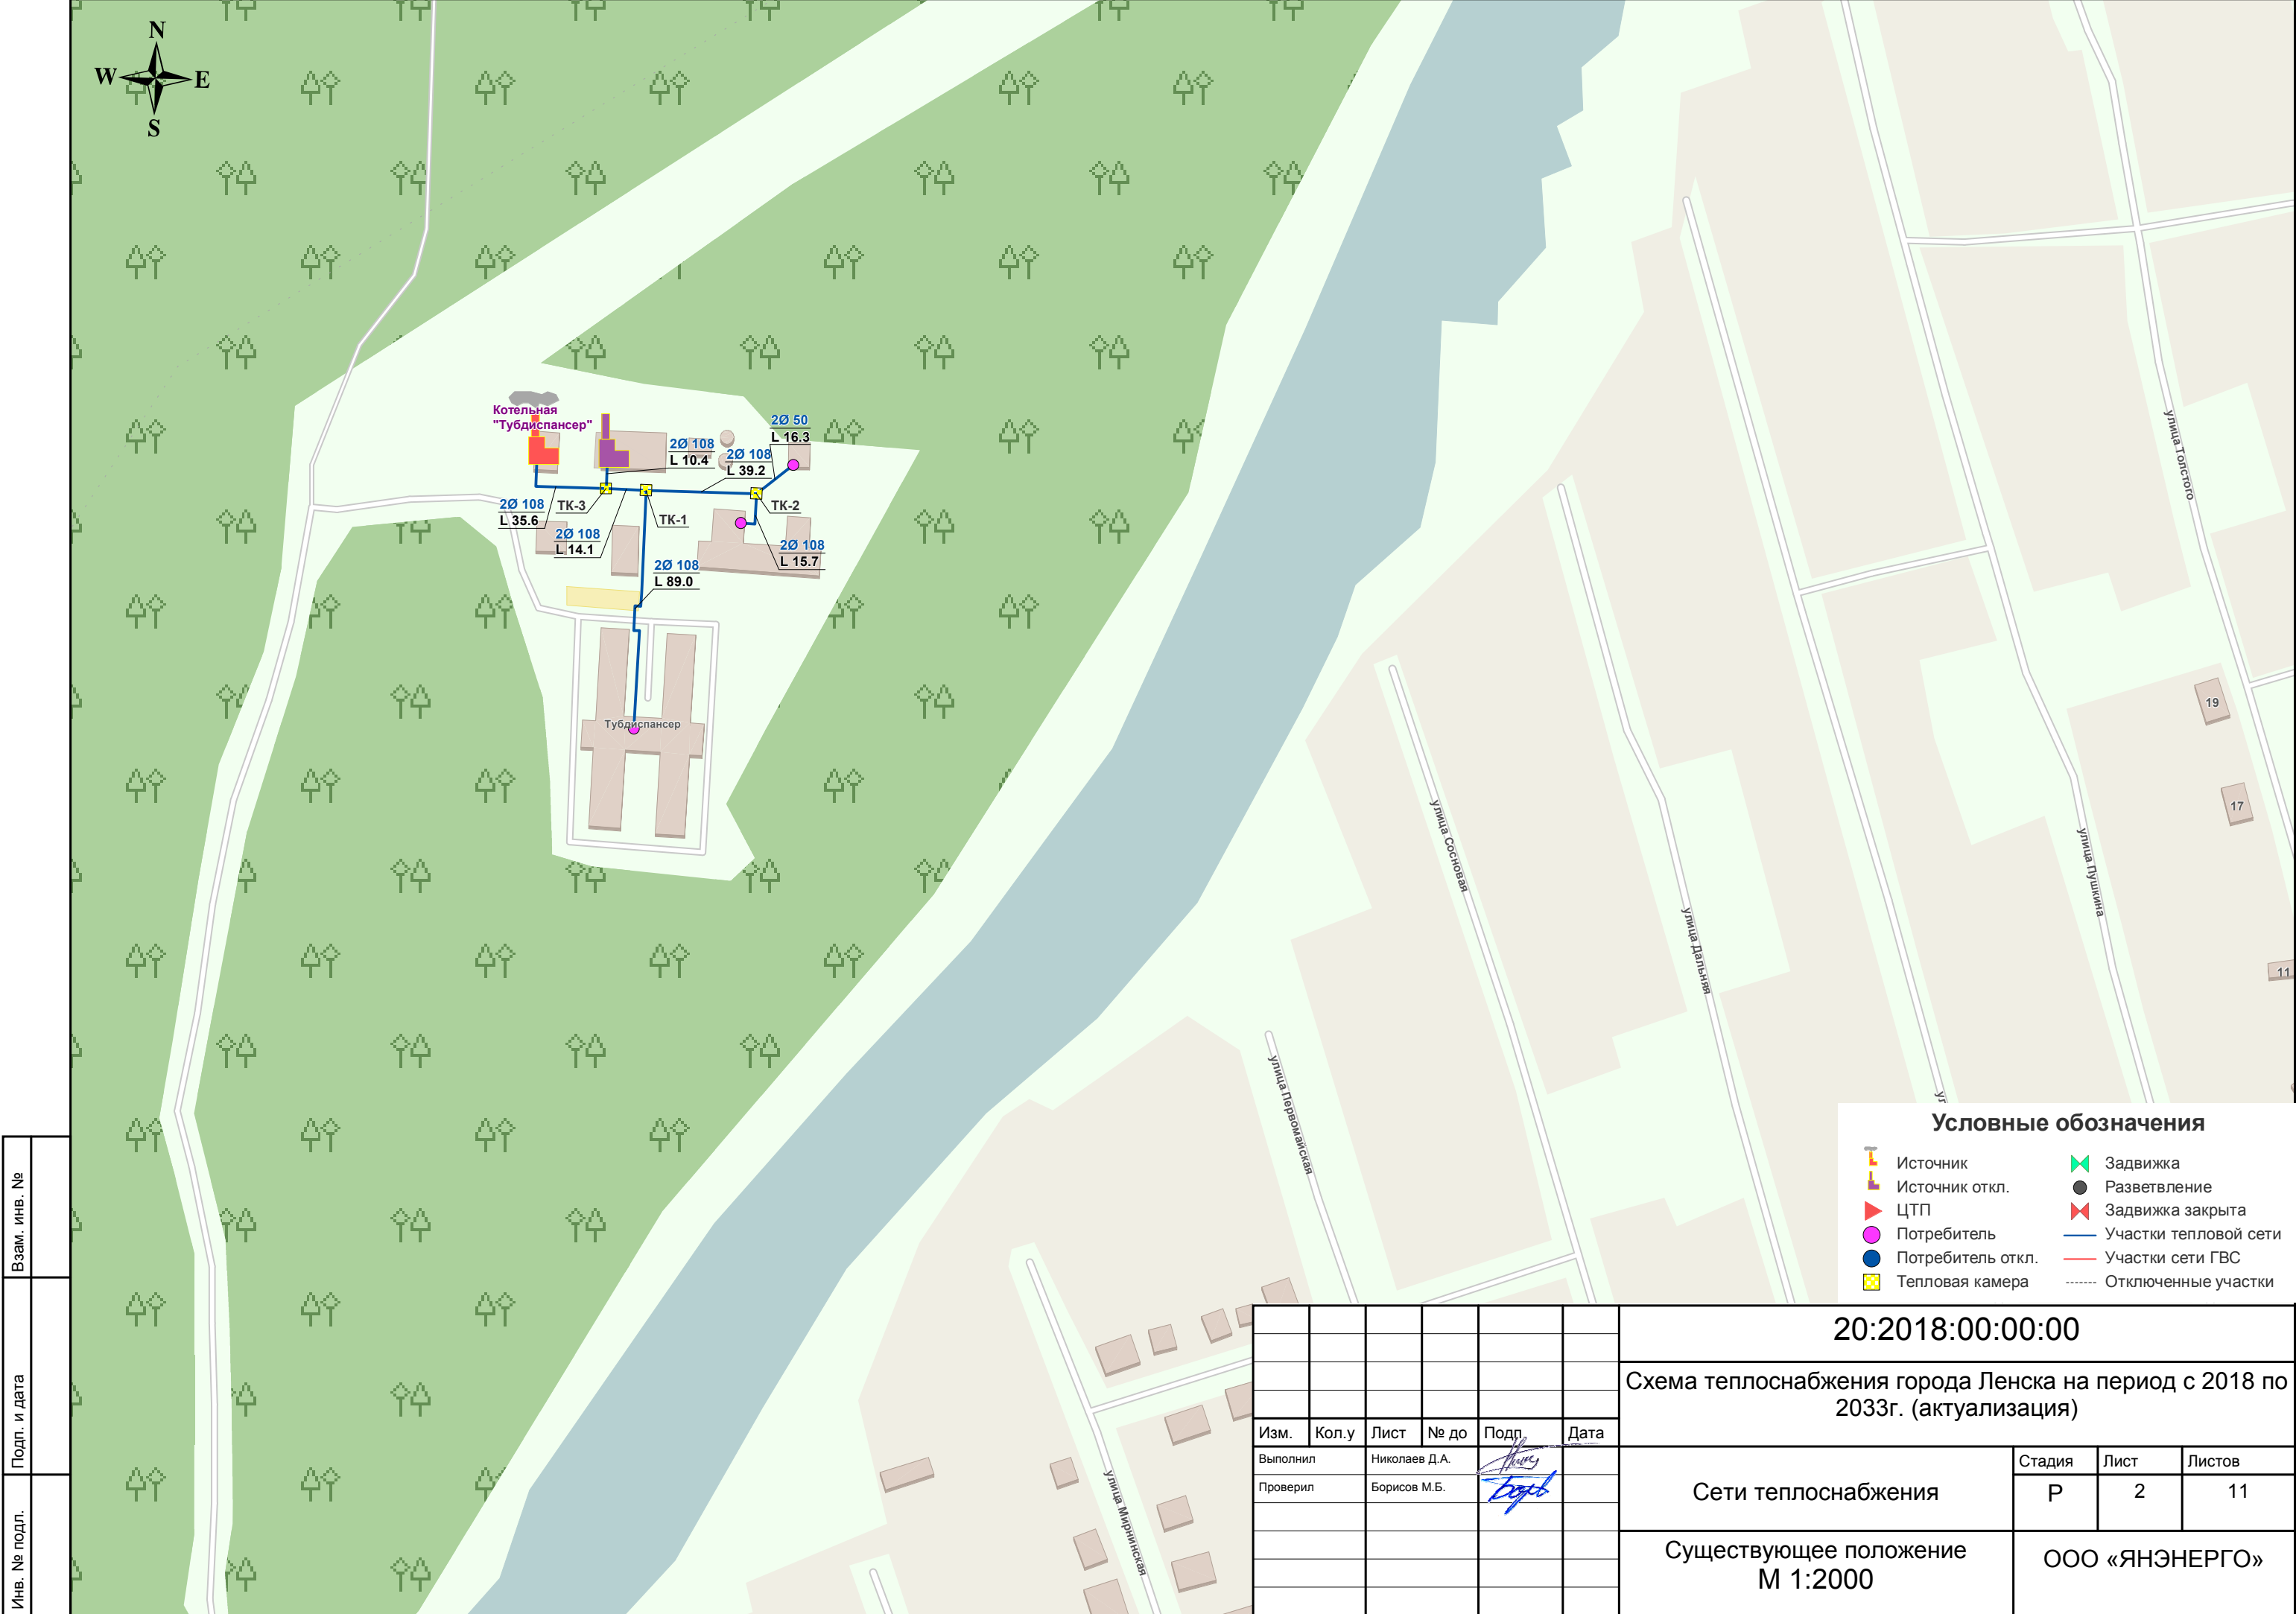 N
W
E
S
Котельная
"Тубдиспансер"
2Ø 50
L 16.3
2Ø 108
L 10.4
2Ø 108
L 39.2
2Ø 108
L 35.6
ТК-3
ТК-1
ТК-2
2Ø 108
L 14.1
2Ø 108
L 15.7
2Ø 108
L 89.0
Тубдиспансер
улица Толстого
19
17
улица Сосновая
улица Пушкина
улица Дальняя
11
улица Первомайская
ул
улица Мирнинская
Условные обозначения
Источник
Источник откл.
ЦТП
Потребитель
Потребитель откл.
Тепловая камера
Задвижка
Разветвление
Задвижка закрыта
Участки тепловой сети
Участки сети ГВС
Отключенные участки
Взам. инв. №
Подп. и дата
Инв. № подл.
20:2018:00:00:00
Схема теплоснабжения города Ленска на период с 2018 по
2033г. (актуализация)
Изм. Кол.у Лист № до Подп. Дата
Выполнил Николаев Д.А.
Проверил Борисов М.Б.
Сети теплоснабжения
Стадия Лист Листов
Р 2 11
Существующее положение
М 1:2000
ООО «ЯНЭНЕРГО»